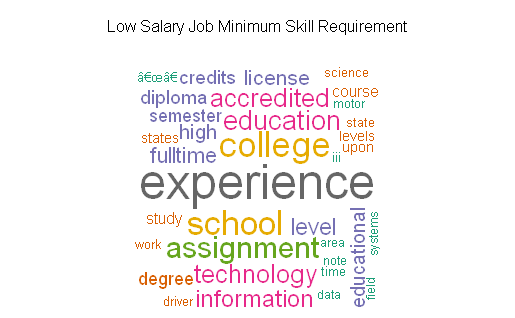 Low Salary Job Minimum Skill Requirement
science
â€œâ€ credits license
diploma accredited course
motor
semester education state
states high college levels
upon
fulltime iii
experience
study school level
educational
systems
work assignment area
note
degree technology time
field
driver information data